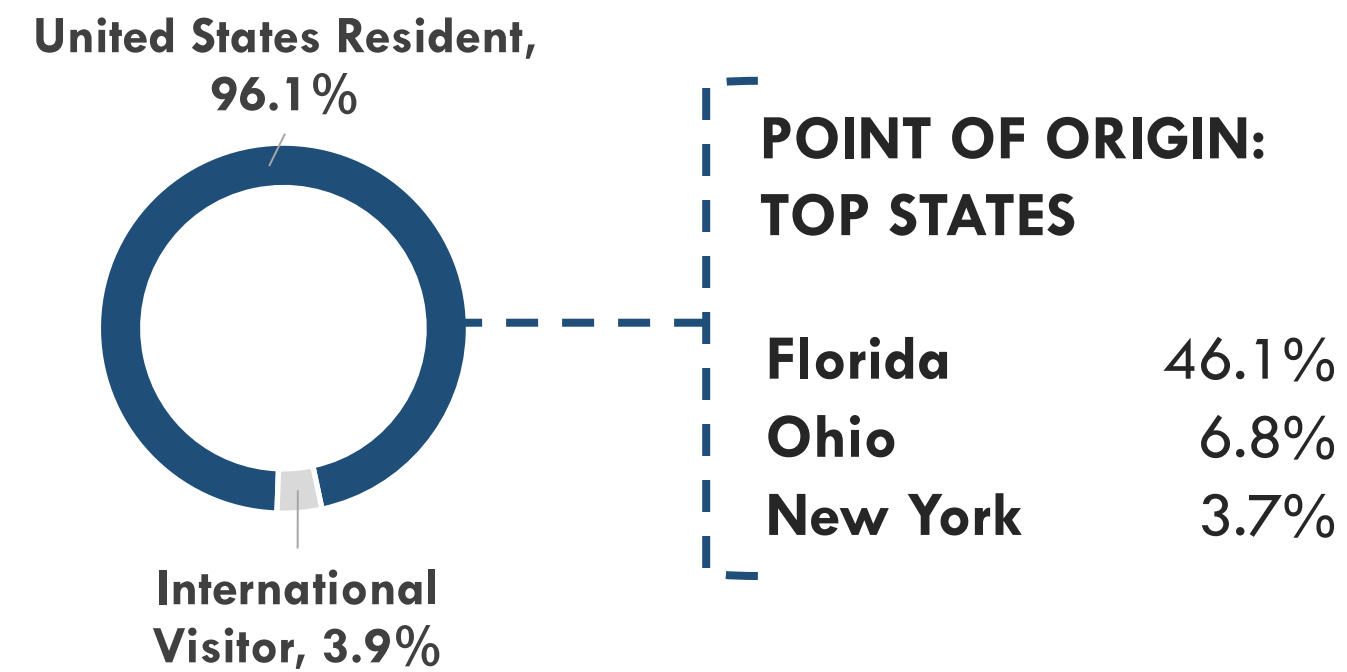 United States Resident,
96.1%
POINT OF ORIGIN:
TOP STATES
Florida 46.1%
Ohio 6.8%
New York 3.7%
International
Visitor, 3.9%